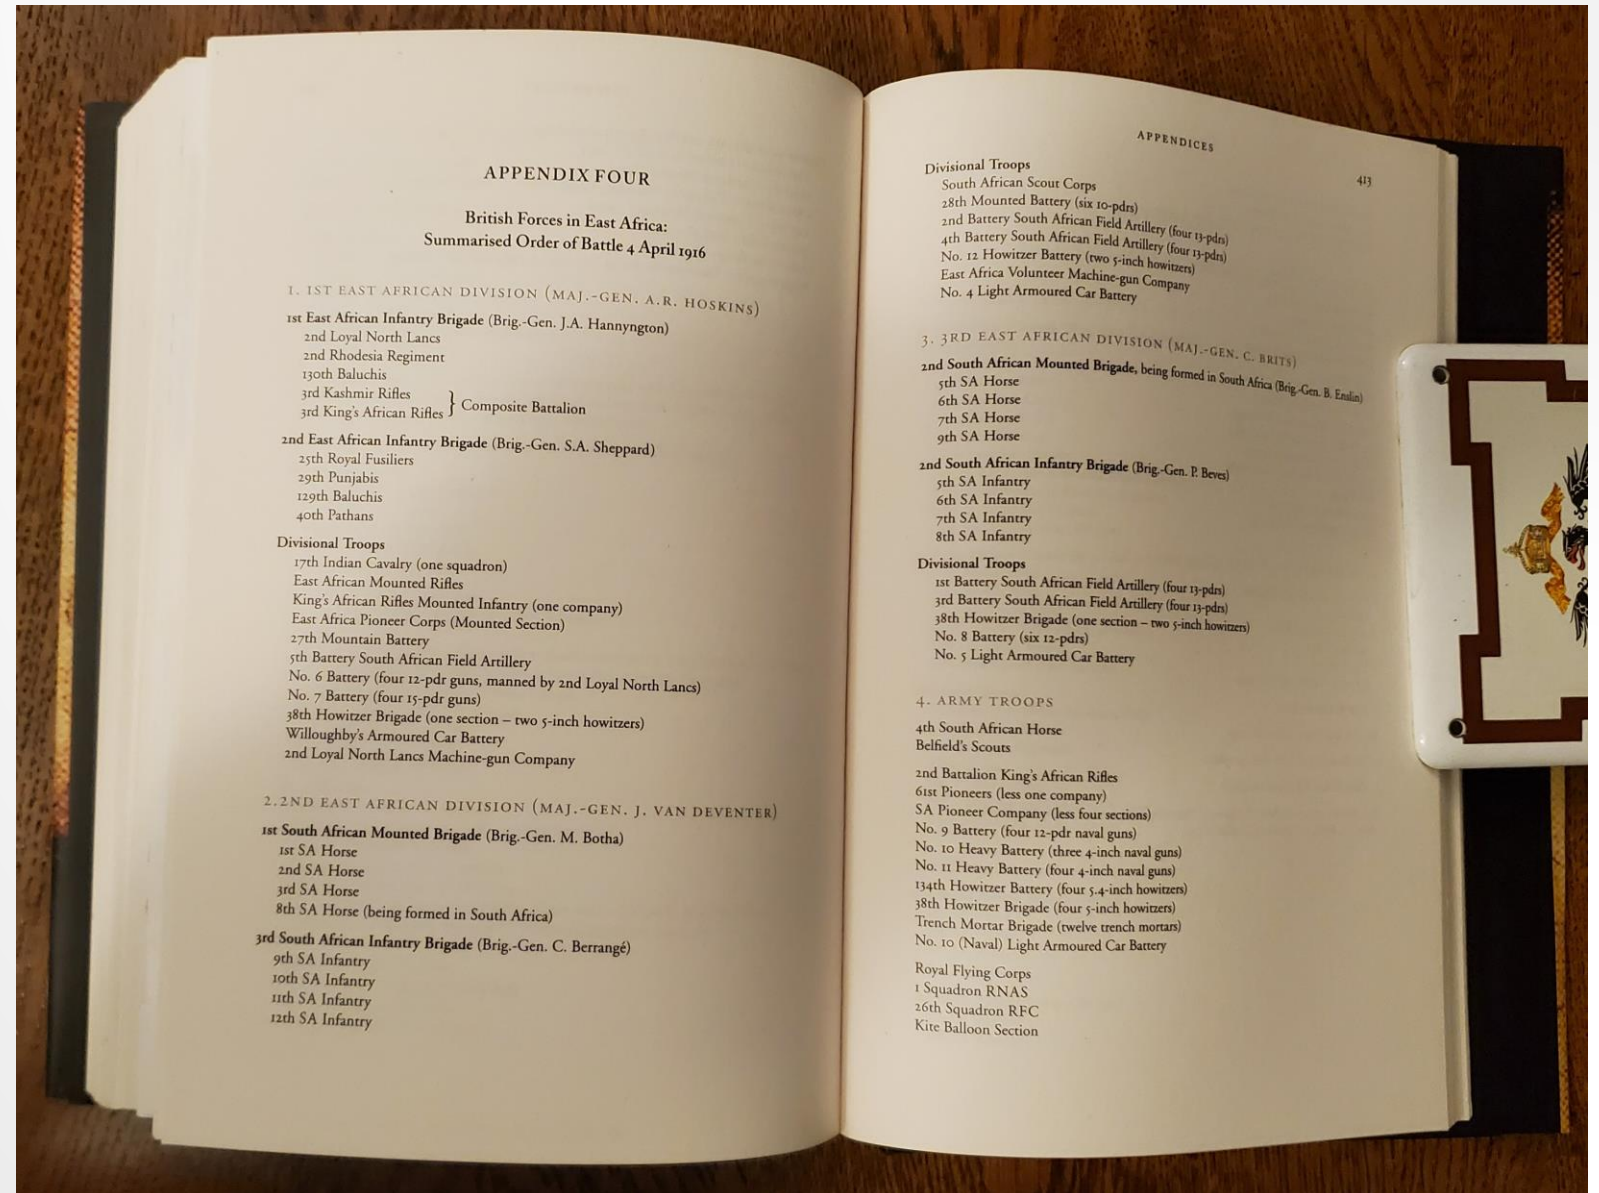 APPENDIX FOUR
British Forces in East Africa:
Summarised Order of Battle 4 April 1916
1. 1ST EAST AFRICAN DIVISION (MAJ.-GEN. A.R. HOSKINS)
1st East African Infantry Brigade (Brig.-Gen. J.A. Hannyngton)
2nd Loyal North Lancs
2nd Rhodesia Regiment
130th Baluchis
3rd Kashmir Rifles
3rd King's African Rifles } Composite Battalion
2nd East African Infantry Brigade (Brig.-Gen. S.A. Sheppard)
25th Royal Fusiliers
29th Punjabis
129th Baluchis
40th Pathans
Divisional Troops
17th Indian Cavalry (one squadron)
East African Mounted Rifles
King's African Rifles Mounted Infantry (one company)
East Africa Pioneer Corps (Mounted Section)
27th Mountain Battery
5th Battery South African Field Artillery
No. 6 Battery (four 12-pdr guns, manned by 2nd Loyal North Lancs)
No. 7 Battery (four 15-pdr guns)
38th Howitzer Brigade (one section – two 5-inch howitzers)
Willoughby's Armoured Car Battery
2nd Loyal North Lancs Machine-gun Company
2.2ND EAST AFRICAN DIVISION (MAJ.-GEN. J. VAN DEVENTER)
1st South African Mounted Brigade (Brig.-Gen. M. Botha)
1st SA Horse
2nd SA Horse
3rd SA Horse
8th SA Horse (being formed in South Africa)
3rd South African Infantry Brigade (Brig.-Gen. C. Berrangé)
9th SA Infantry
10th SA Infantry
11th SA Infantry
12th SA Infantry
APPENDICES
413
Divisional Troops
South African Scout Corps
28th Mounted Battery (six 10-pdrs)
2nd Battery South African Field Artillery (four 13-pdrs)
4th Battery South African Field Artillery (four 13-pdrs)
No. 12 Howitzer Battery (two 5-inch howitzers)
East Africa Volunteer Machine-gun Company
No. 4 Light Armoured Car Battery
3. 3RD EAST AFRICAN DIVISION (MAJ.-GEN. C. BRITS)
2nd South African Mounted Brigade, being formed in South Africa (Brig.-Gen. B. Enslin)
5th SA Horse
6th SA Horse
7th SA Horse
9th SA Horse
2nd South African Infantry Brigade (Brig.-Gen. P. Beves)
5th SA Infantry
6th SA Infantry
7th SA Infantry
8th SA Infantry
Divisional Troops
1st Battery South African Field Artillery (four 13-pdrs)
3rd Battery South African Field Artillery (four 13-pdrs)
38th Howitzer Brigade (one section – two 5-inch howitzers)
No. 8 Battery (six 12-pdrs)
No. 5 Light Armoured Car Battery
4. ARMY TROOPS
4th South African Horse
Belfield's Scouts
2nd Battalion King's African Rifles
61st Pioneers (less one company)
SA Pioneer Company (less four sections)
No. 9 Battery (four 12-pdr naval guns)
No. 10 Heavy Battery (three 4-inch naval guns)
No. 11 Heavy Battery (four 4-inch naval guns)
134th Howitzer Battery (four 5.4-inch howitzers)
38th Howitzer Brigade (four 5-inch howitzers)
Trench Mortar Brigade (twelve trench mortars)
No. 10 (Naval) Light Armoured Car Battery
Royal Flying Corps
1 Squadron RNAS
26th Squadron RFC
Kite Balloon Section